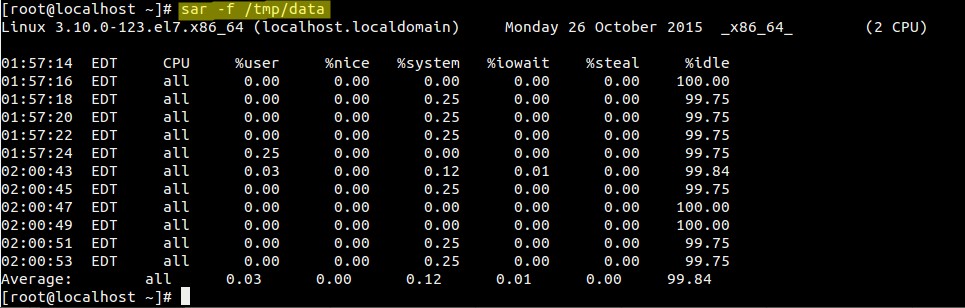 [root@localhost ~]# sar -f /tmp/data
Linux 3.10.0-123.el7.x86_64 (localhost.localdomain) Monday 26 October 2015 _x86_64_ (2 CPU)
01:57:14 EDT CPU %user %nice %system %iowait %steal %idle
01:57:16 EDT all 0.00 0.00 0.00 0.00 0.00 100.00
01:57:18 EDT all 0.00 0.00 0.25 0.00 0.00 99.75
01:57:20 EDT all 0.00 0.00 0.25 0.00 0.00 99.75
01:57:22 EDT all 0.00 0.00 0.25 0.00 0.00 99.75
01:57:24 EDT all 0.25 0.00 0.00 0.00 0.00 99.75
02:00:43 EDT all 0.03 0.00 0.12 0.01 0.00 99.84
02:00:45 EDT all 0.00 0.00 0.25 0.00 0.00 99.75
02:00:47 EDT all 0.00 0.00 0.00 0.00 0.00 100.00
02:00:49 EDT all 0.00 0.00 0.00 0.00 0.00 100.00
02:00:51 EDT all 0.00 0.00 0.25 0.00 0.00 99.75
02:00:53 EDT all 0.00 0.00 0.25 0.00 0.00 99.75
Average: all 0.03 0.00 0.12 0.01 0.00 99.84
[root@localhost ~]#